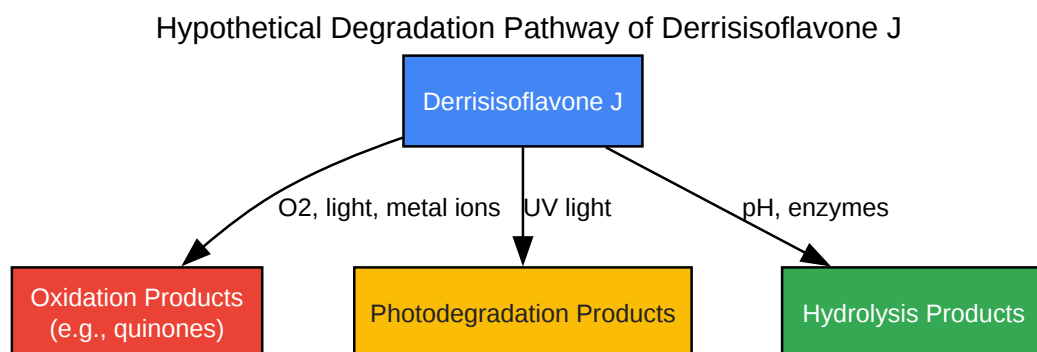 Hypothetical Degradation Pathway of Derrisisoflavone J
Derrisisoflavone J
O2, light, metal ions
UV light
pH, enzymes
Oxidation Products
(e.g., quinones)
Photodegradation Products
Hydrolysis Products